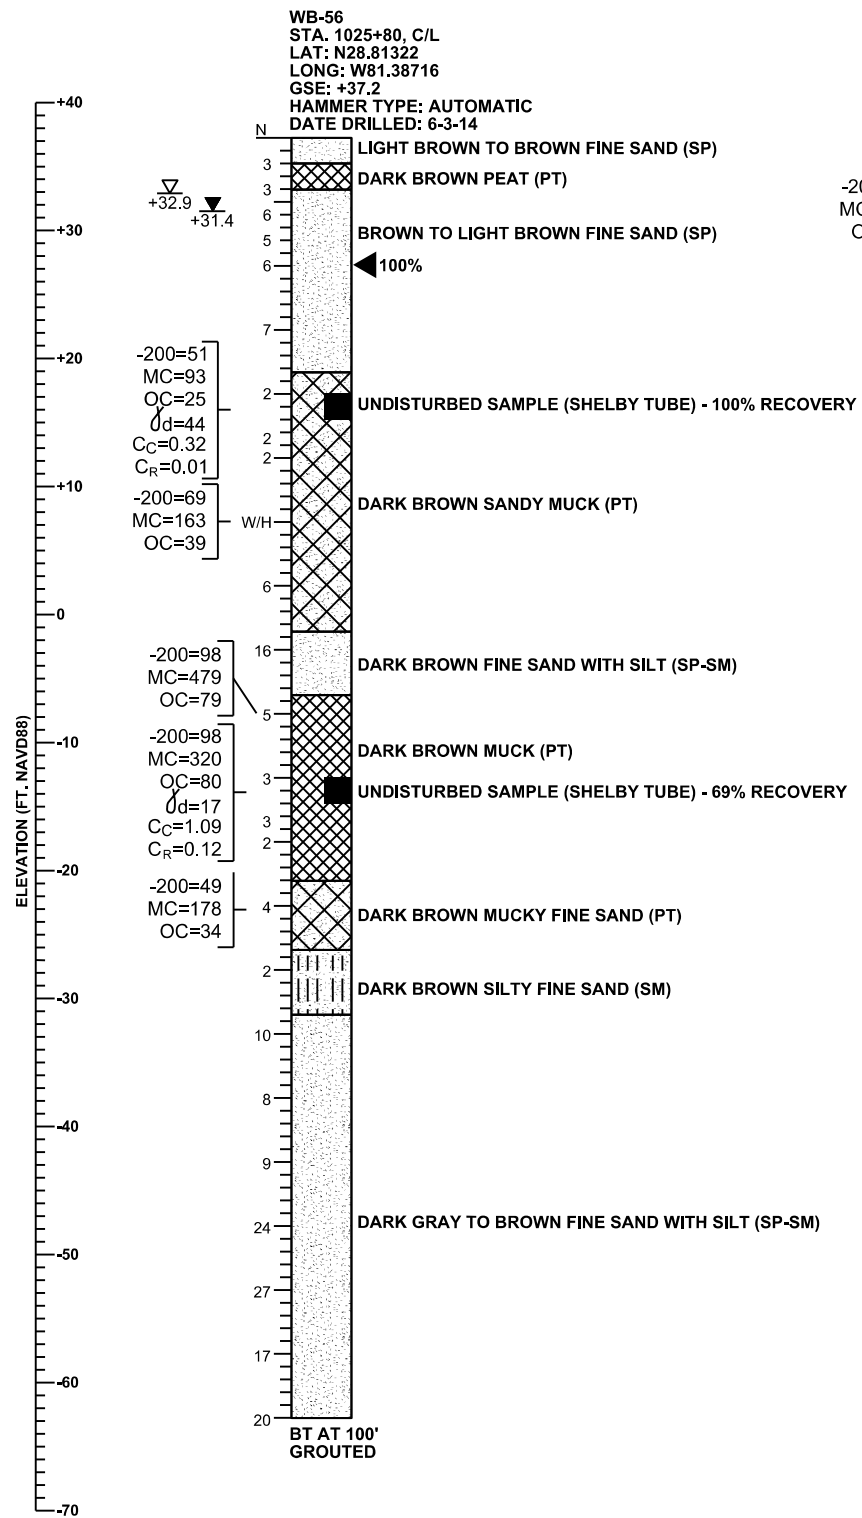 WB-56
STA. 1025+80, C/L
LAT: N28.81322
LONG: W81.38716
GSE: +37.2
HAMMER TYPE: AUTOMATIC
DATE DRILLED: 6-3-14
+40
N
LIGHT BROWN TO BROWN FINE SAND (SP)
3
DARK BROWN PEAT (PT)
3
+32.9
+31.4
6
+30
BROWN TO LIGHT BROWN FINE SAND (SP)
5
6
100%
7
+20
-200=51
MC=93
OC=25
γd=44
CC=0.32
CR=0.01
2
UNDISTURBED SAMPLE (SHELBY TUBE) - 100% RECOVERY
2
2
+10
-200=69
MC=163
OC=39
W/H
DARK BROWN SANDY MUCK (PT)
6
0
16
-200=98
MC=479
OC=79
DARK BROWN FINE SAND WITH SILT (SP-SM)
5
-10
-200=98
MC=320
OC=80
γd=17
CC=1.09
CR=0.12
DARK BROWN MUCK (PT)
3
UNDISTURBED SAMPLE (SHELBY TUBE) - 69% RECOVERY
3
2
ELEVATION (FT. NAVD88)
-20
-200=49
MC=178
OC=34
4
DARK BROWN MUCKY FINE SAND (PT)
2
DARK BROWN SILTY FINE SAND (SM)
-30
10
8
-40
9
24
DARK GRAY TO BROWN FINE SAND WITH SILT (SP-SM)
-50
27
17
-60
20
BT AT 100'
GROUTED
-70